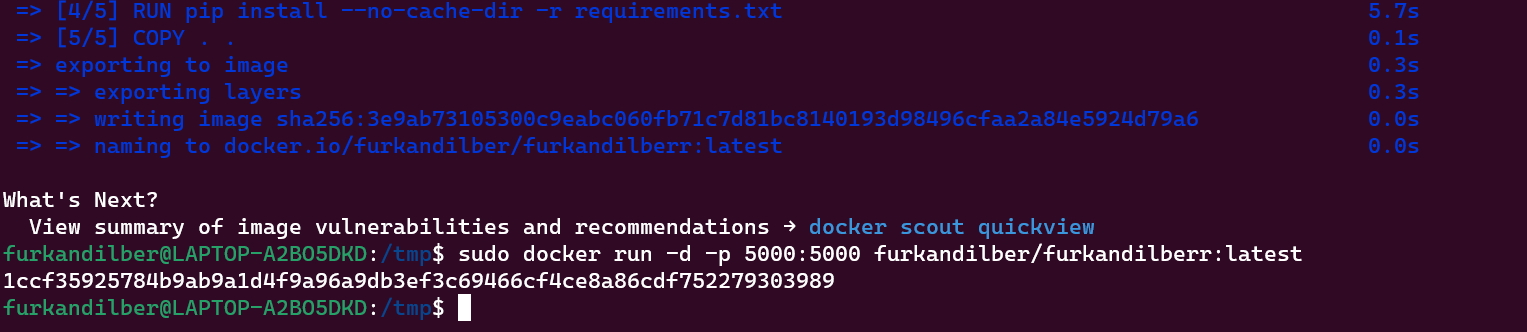 => [4/5] RUN pip install --no-cache-dir -r requirements.txt 5.7s
=> [5/5] COPY . . 0.1s
=> exporting to image 0.3s
=> => exporting layers 0.3s
=> => writing image sha256:3e9ab73105300c9eabc060fb71c7d81bc8140193d98496cfaa2a84e5924d79a6 0.0s
=> => naming to docker.io/furkandilber/furkandilberr:latest 0.0s
What's Next?
View summary of image vulnerabilities and recommendations → docker scout quickview
furkandilber@LAPTOP-A2BO5DKD:/tmp$ sudo docker run -d -p 5000:5000 furkandilber/furkandilberr:latest
1ccf35925784b9ab9a1d4f9a96a9db3ef3c69466cf4ce8a86cdf752279303989
furkandilber@LAPTOP-A2BO5DKD:/tmp$